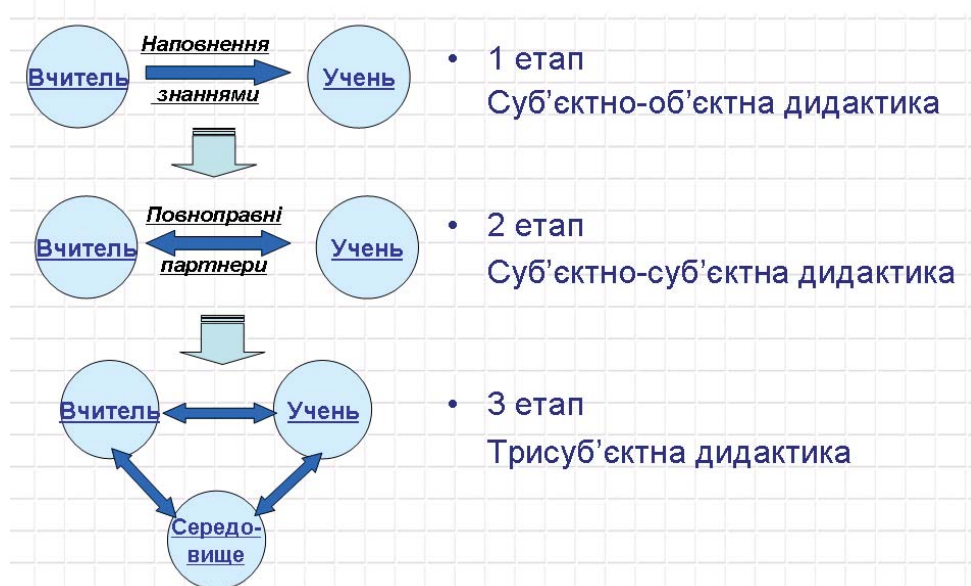 Наповнення
Вчитель
Учень
знаннями
• 1 етап
Суб’єктно-об’єктна дидактика
Повноправні
Вчитель
Учень
партнери
• 2 етап
Суб’єктно-суб’єктна дидактика
Вчитель
Учень
Середо-
вище
• 3 етап
Трисуб’єктна дидактика